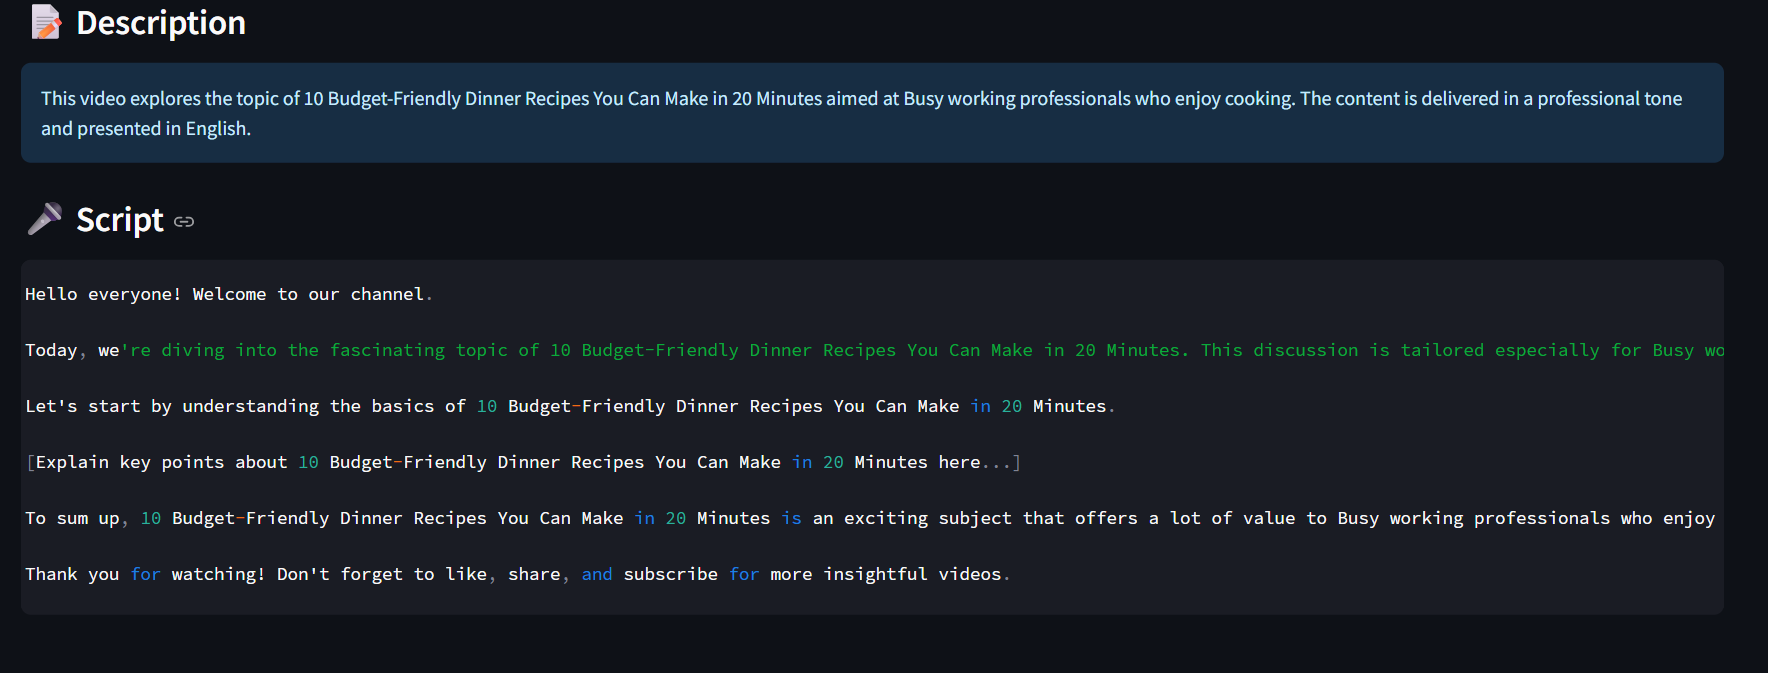 Description
This video explores the topic of 10 Budget-Friendly Dinner Recipes You Can Make in 20 Minutes aimed at Busy working professionals who enjoy cooking. The content is delivered in a professional tone
and presented in English.
Script
Hello everyone! Welcome to our channel.
Today, we're diving into the fascinating topic of 10 Budget-Friendly Dinner Recipes You Can Make in 20 Minutes. This discussion is tailored especially for Busy wo
Let's start by understanding the basics of 10 Budget-Friendly Dinner Recipes You Can Make in 20 Minutes.
[Explain key points about 10 Budget-Friendly Dinner Recipes You Can Make in 20 Minutes here...]
To sum up, 10 Budget-Friendly Dinner Recipes You Can Make in 20 Minutes is an exciting subject that offers a lot of value to Busy working professionals who enjoy
Thank you for watching! Don't forget to like, share, and subscribe for more insightful videos.